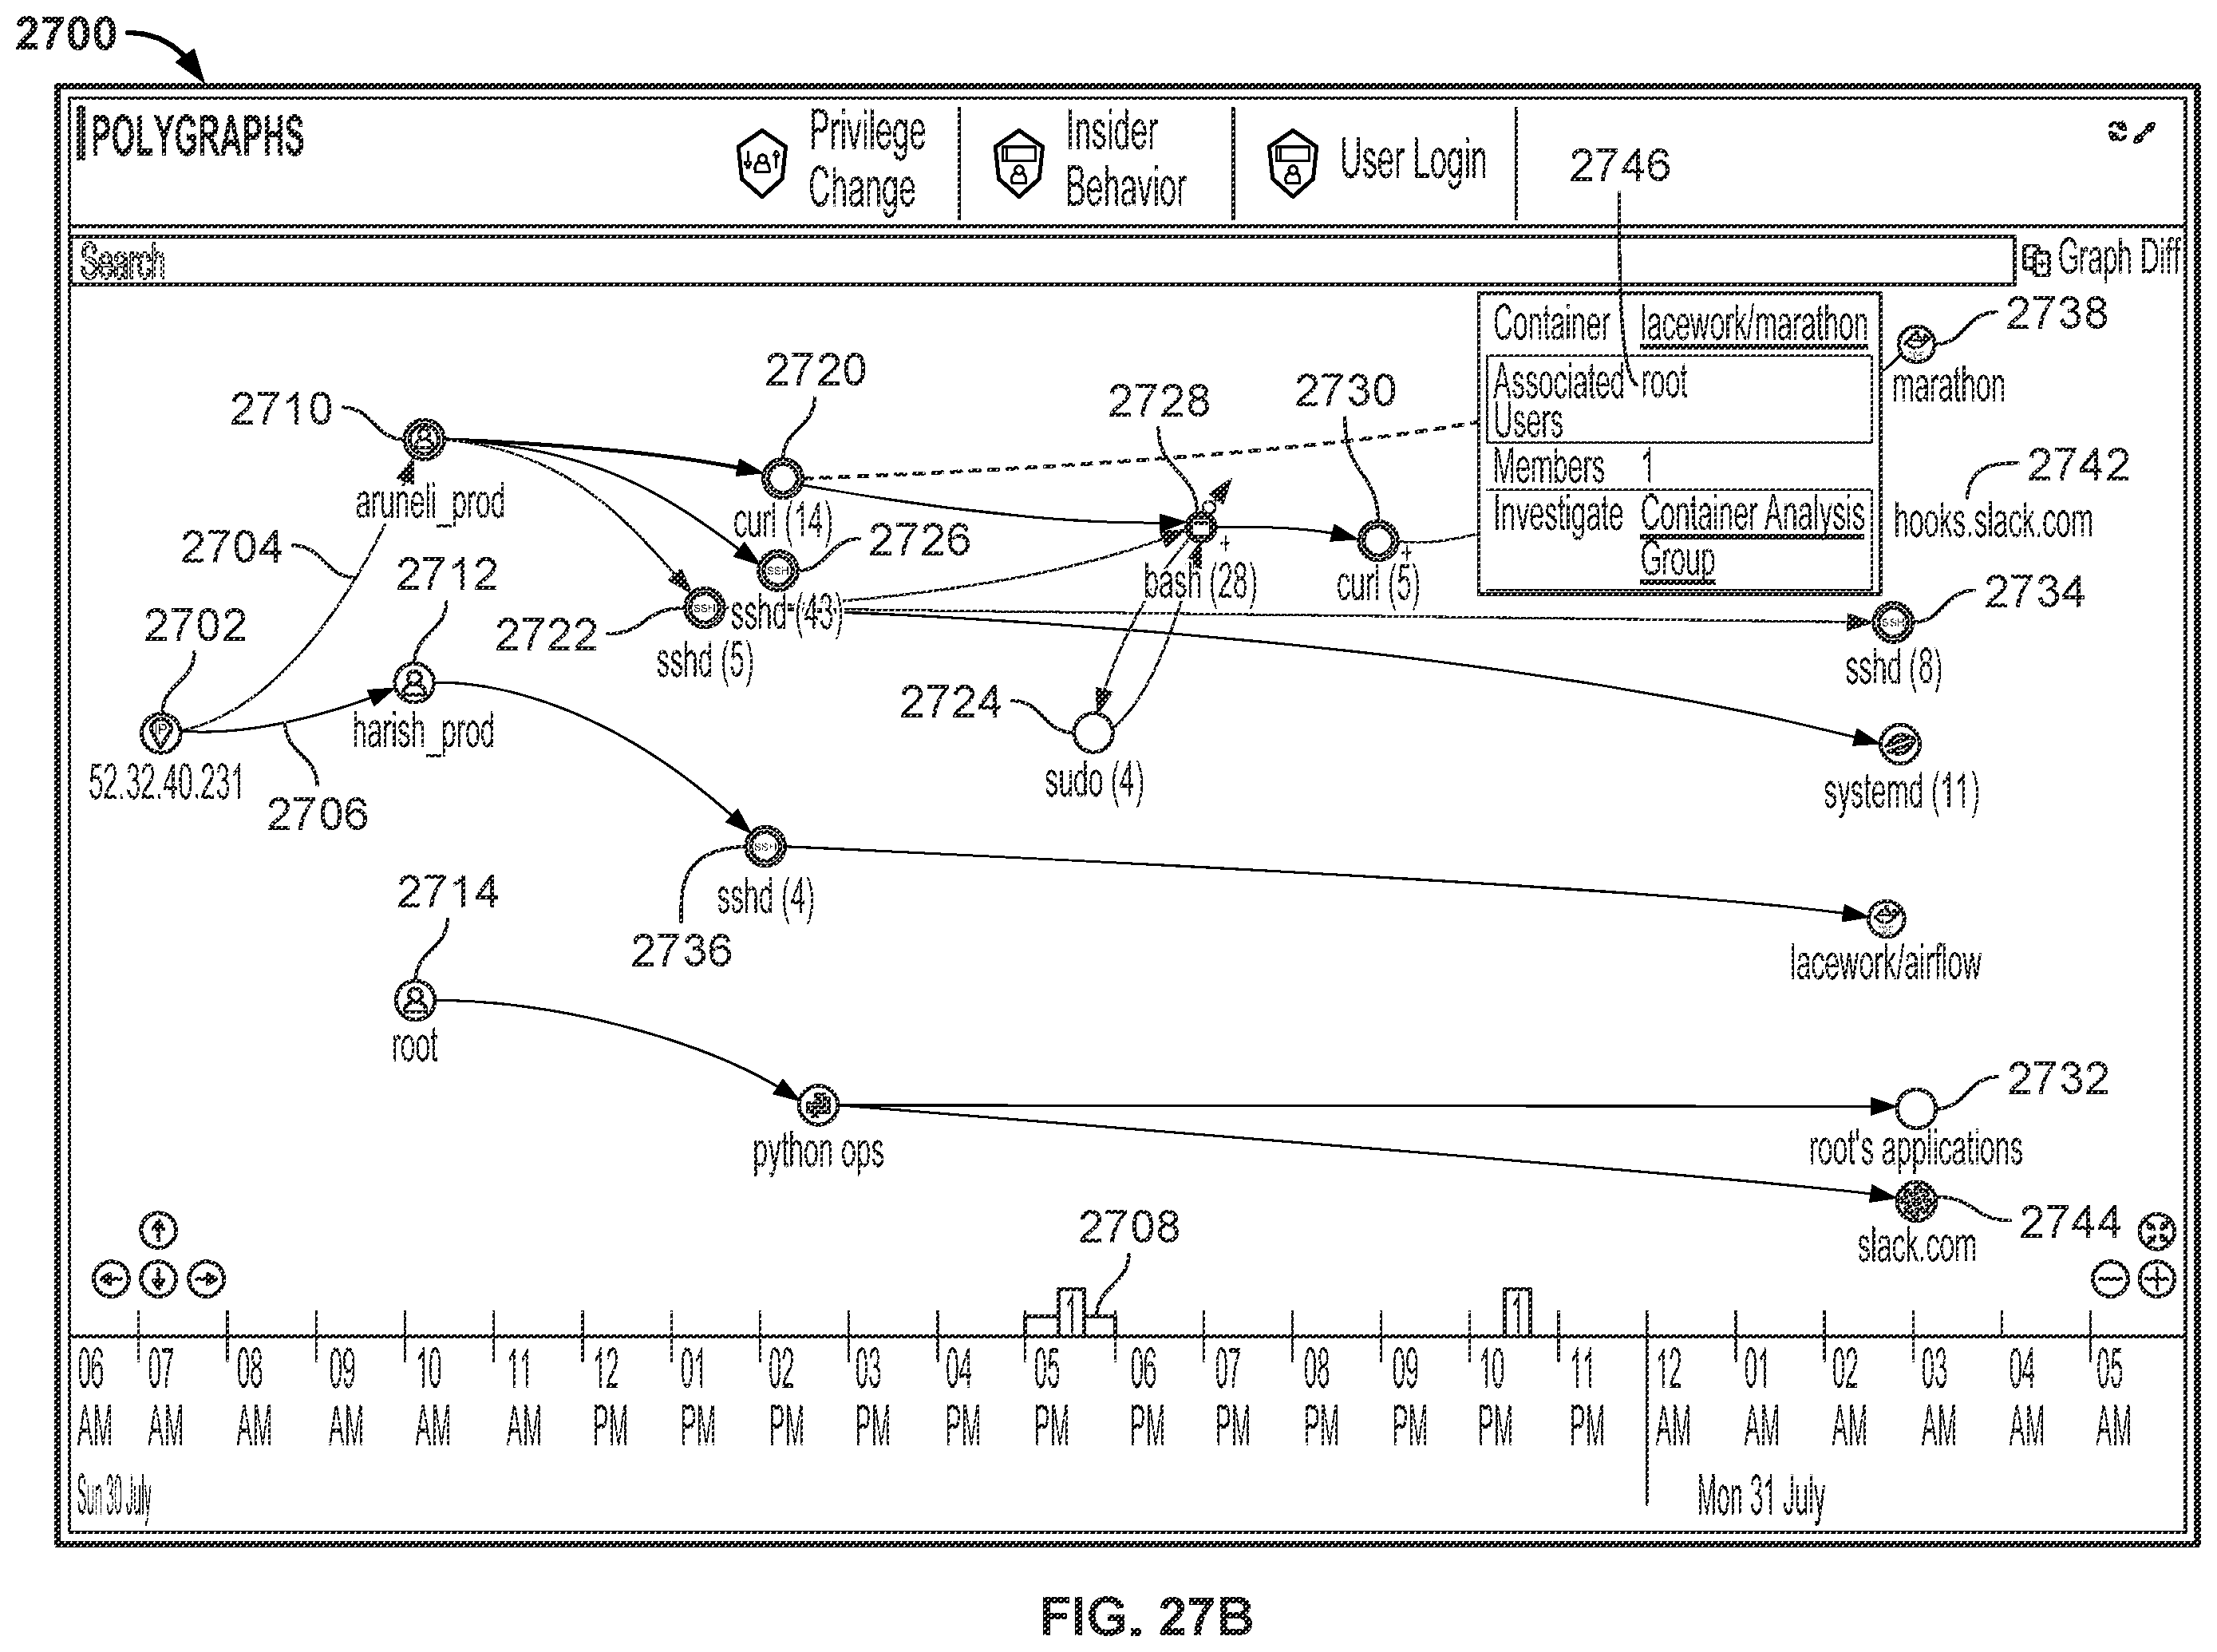 2700
POLYGRAPHS
Privilege
Change
Insider
Behavior
User Login
2746
Search
Graph Diff
Container lacework/marathon
Associated root
Users
Members 1
Investigate Container Analysis
Group
2738
marathon
2742
hooks.slack.com
2720
2728
2730
2710
aruneli_prod
curl (14)
2704
2726
2712
bash (28)
curl (5)
2734
2702
2722
sshd (43)
SSH
SSH
sshd (5)
SSH
sshd (8)
2724
IP
harish_prod
52.32.40.231
2706
sudo (4)
systemd (11)
SSH
2714
sshd (4)
2736
lacework/airflow
root
2732
python ops
root's applications
2708
2744
slack.com
1
1
06 07 08 09 10 11 12 01 02 03 04 05 06 07 08 09 10 11 12 01 02 03 04 05
AM AM AM AM AM AM PM PM PM PM PM PM PM PM PM PM PM PM AM AM AM AM AM AM
Sun 30 July
Mon 31 July
FIG. 27B